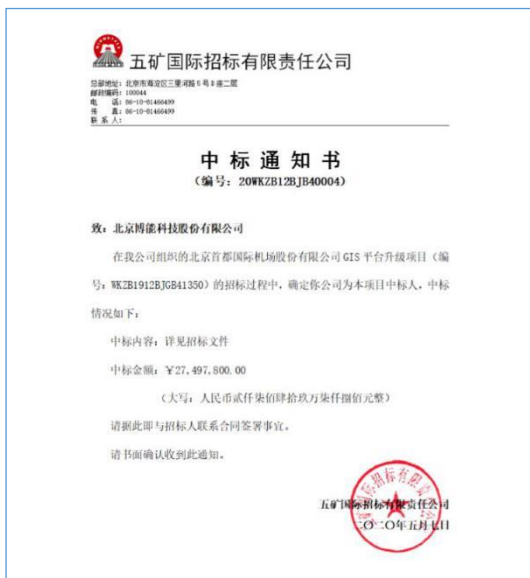 五矿国际招标有限责任公司
总部地址：北京市海淀区三里河路5号B座二层
邮政编码：100044
电 话：86-10-81466499
传 真：86-10-81466499
联 系 人：
中标通知书
（编号：20WKZB12BJB40004）
致：北京博能科技股份有限公司
在我公司组织的北京首都国际机场股份有限公司 GIS 平台升级项目（编
号：WKZB1912BJGB41350）的招标过程中，确定你公司为本项目中标人，中标
情况如下：
中标内容：详见招标文件
中标金额：￥27,497,800.00
（大写：人民币贰仟柒佰肆拾玖万柒仟捌佰元整）
请据此即与招标人联系合同签署事宜。
请书面确认收到此通知。
五矿国际招标有限责任公司
二〇二〇年五月七日